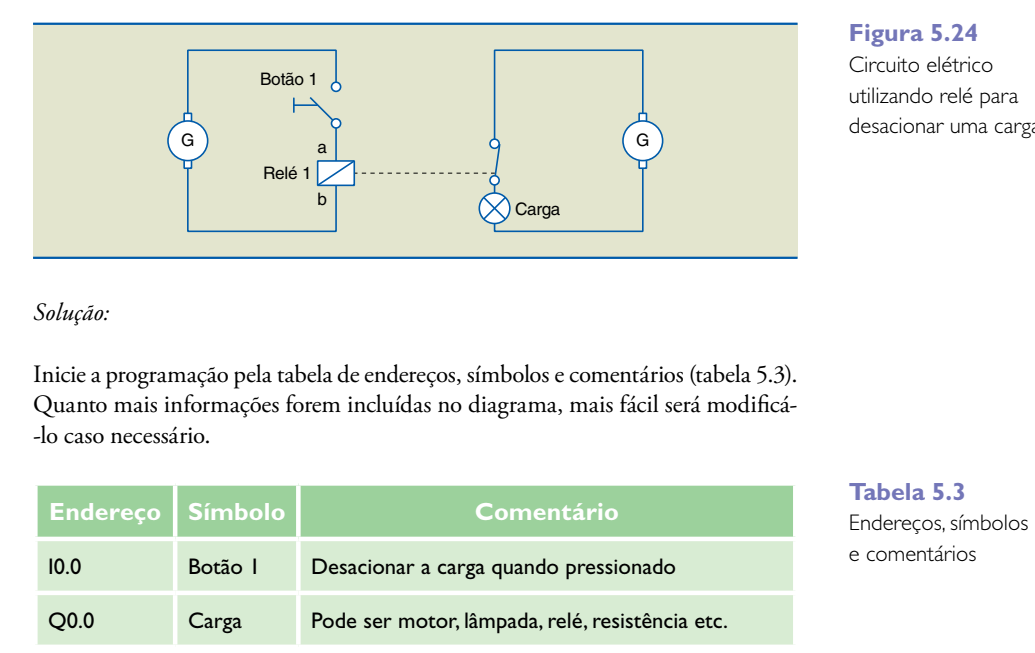 Figura 5.24
Circuito elétrico
utilizando relé para
desacionar uma carga
Botão 1
G
a
Relé 1
b
G
Carga
Solução:
Inicie a programação pela tabela de endereços, símbolos e comentários (tabela 5.3).
Quanto mais informações forem incluídas no diagrama, mais fácil será modificá-
-lo caso necessário.
Tabela 5.3
Endereços, símbolos
e comentários
Endereço Símbolo Comentário
I0.0 Botão 1 Desacionar a carga quando pressionado
Q0.0 Carga Pode ser motor, lâmpada, relé, resistência etc.